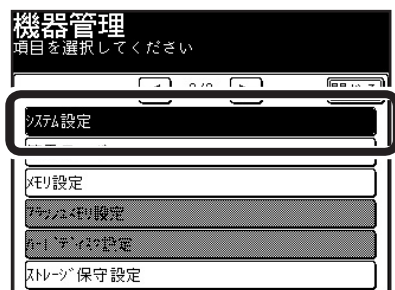 機器管理
項目を選択してください
システム設定
メモリ設定
フラッシュメモリ設定
ハードディスク設定
ストレージ保守設定